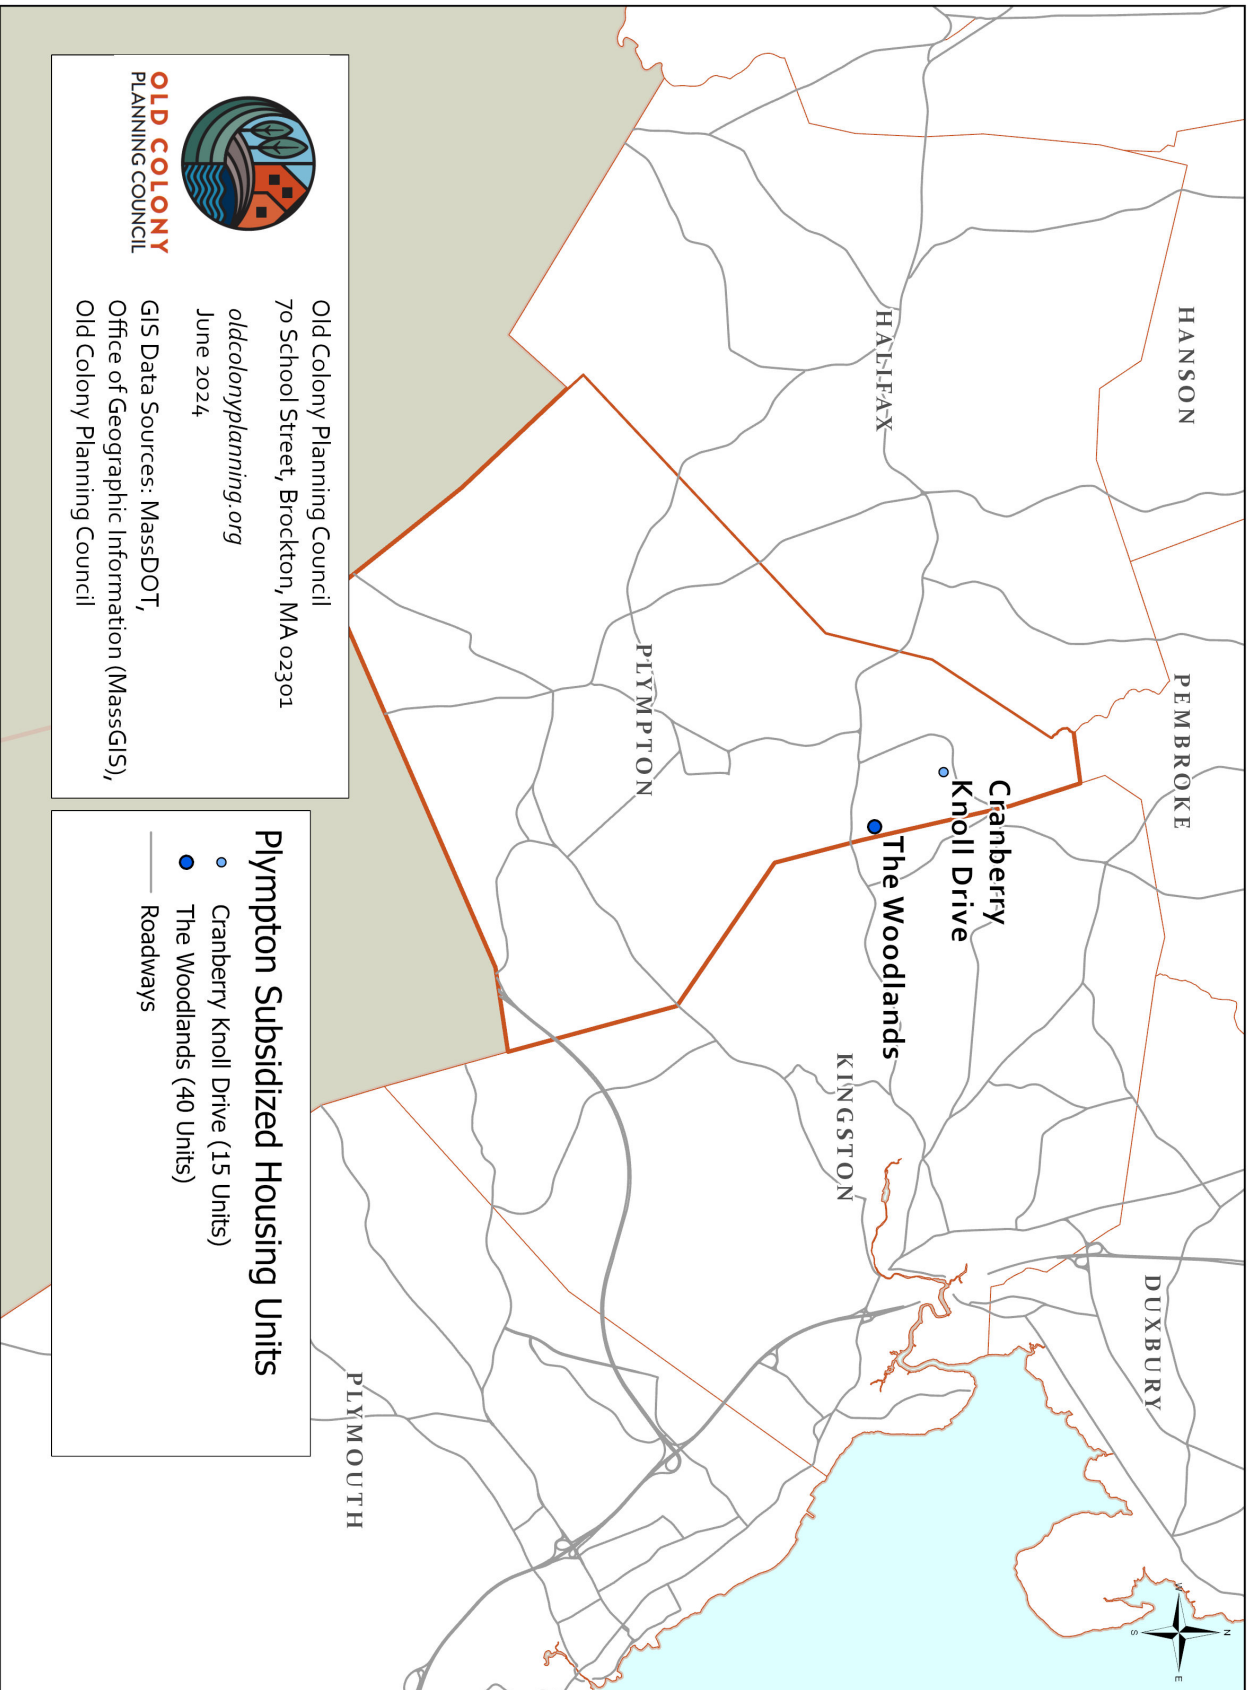 HANSON
PEMBROKE
DUXBURY
HALIFAX
Cranberry
Knoll Drive
The Woodlands
KINGSTON
PLYMPTON
PLYMOUTH
N
W
E
S
OLD COLONY
PLANNING COUNCIL
Old Colony Planning Council
70 School Street, Brockton, MA 02301
oldcolonyplanning.org
June 2024
GIS Data Sources: MassDOT,
Office of Geographic Information (MassGIS),
Old Colony Planning Council
Plympton Subsidized Housing Units
Cranberry Knoll Drive (15 Units)
The Woodlands (40 Units)
Roadways